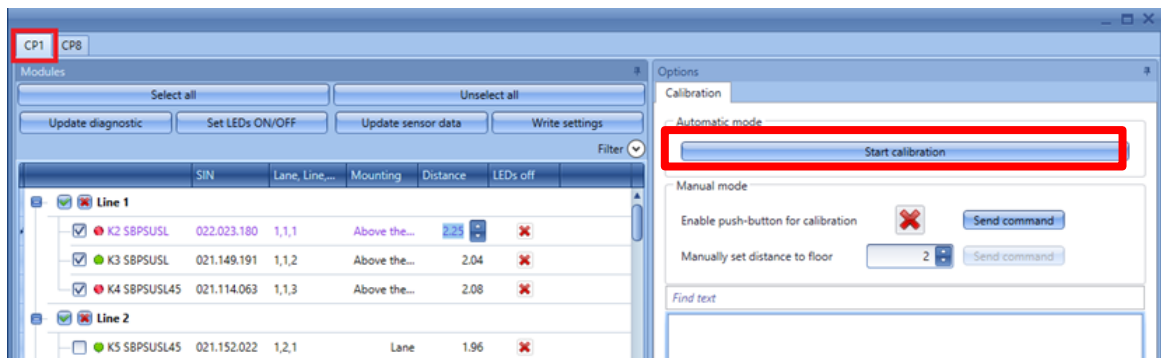 CP1 CP8
Modules
Select all Unselect all
Update diagnostic Set LEDs ON/OFF Update sensor data Write settings
Filter
SIN Lane, Line,... Mounting Distance LEDs off
Line 1
K2 SBPSUSL 022.023.180 1,1,1 Above the... 2.25
K3 SBPSUSL 021.149.191 1,1,2 Above the... 2.04
K4 SBPSUSL45 021.114.063 1,1,3 Above the... 2.08
Line 2
K5 SBPSUSL45 021.152.022 1,2,1 Lane 1.96
Options
Calibration
Automatic mode
Start calibration
Manual mode
Enable push-button for calibration Send command
Manually set distance to floor 2 Send command
Find text